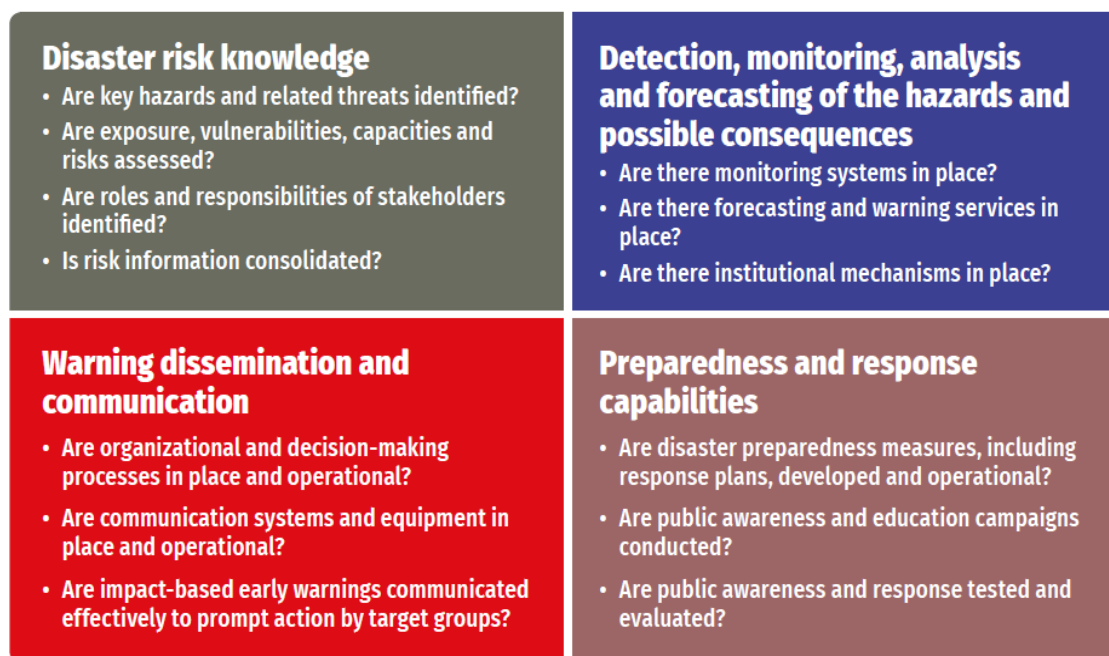 Disaster risk knowledge
• Are key hazards and related threats identified?
• Are exposure, vulnerabilities, capacities and
risks assessed?
• Are roles and responsibilities of stakeholders
identified?
• Is risk information consolidated?
Detection, monitoring, analysis
and forecasting of the hazards and
possible consequences
• Are there monitoring systems in place?
• Are there forecasting and warning services in
place?
• Are there institutional mechanisms in place?
Warning dissemination and
communication
• Are organizational and decision-making
processes in place and operational?
• Are communication systems and equipment in
place and operational?
• Are impact-based early warnings communicated
effectively to prompt action by target groups?
Preparedness and response
capabilities
• Are disaster preparedness measures, including
response plans, developed and operational?
• Are public awareness and education campaigns
conducted?
• Are public awareness and response tested and
evaluated?